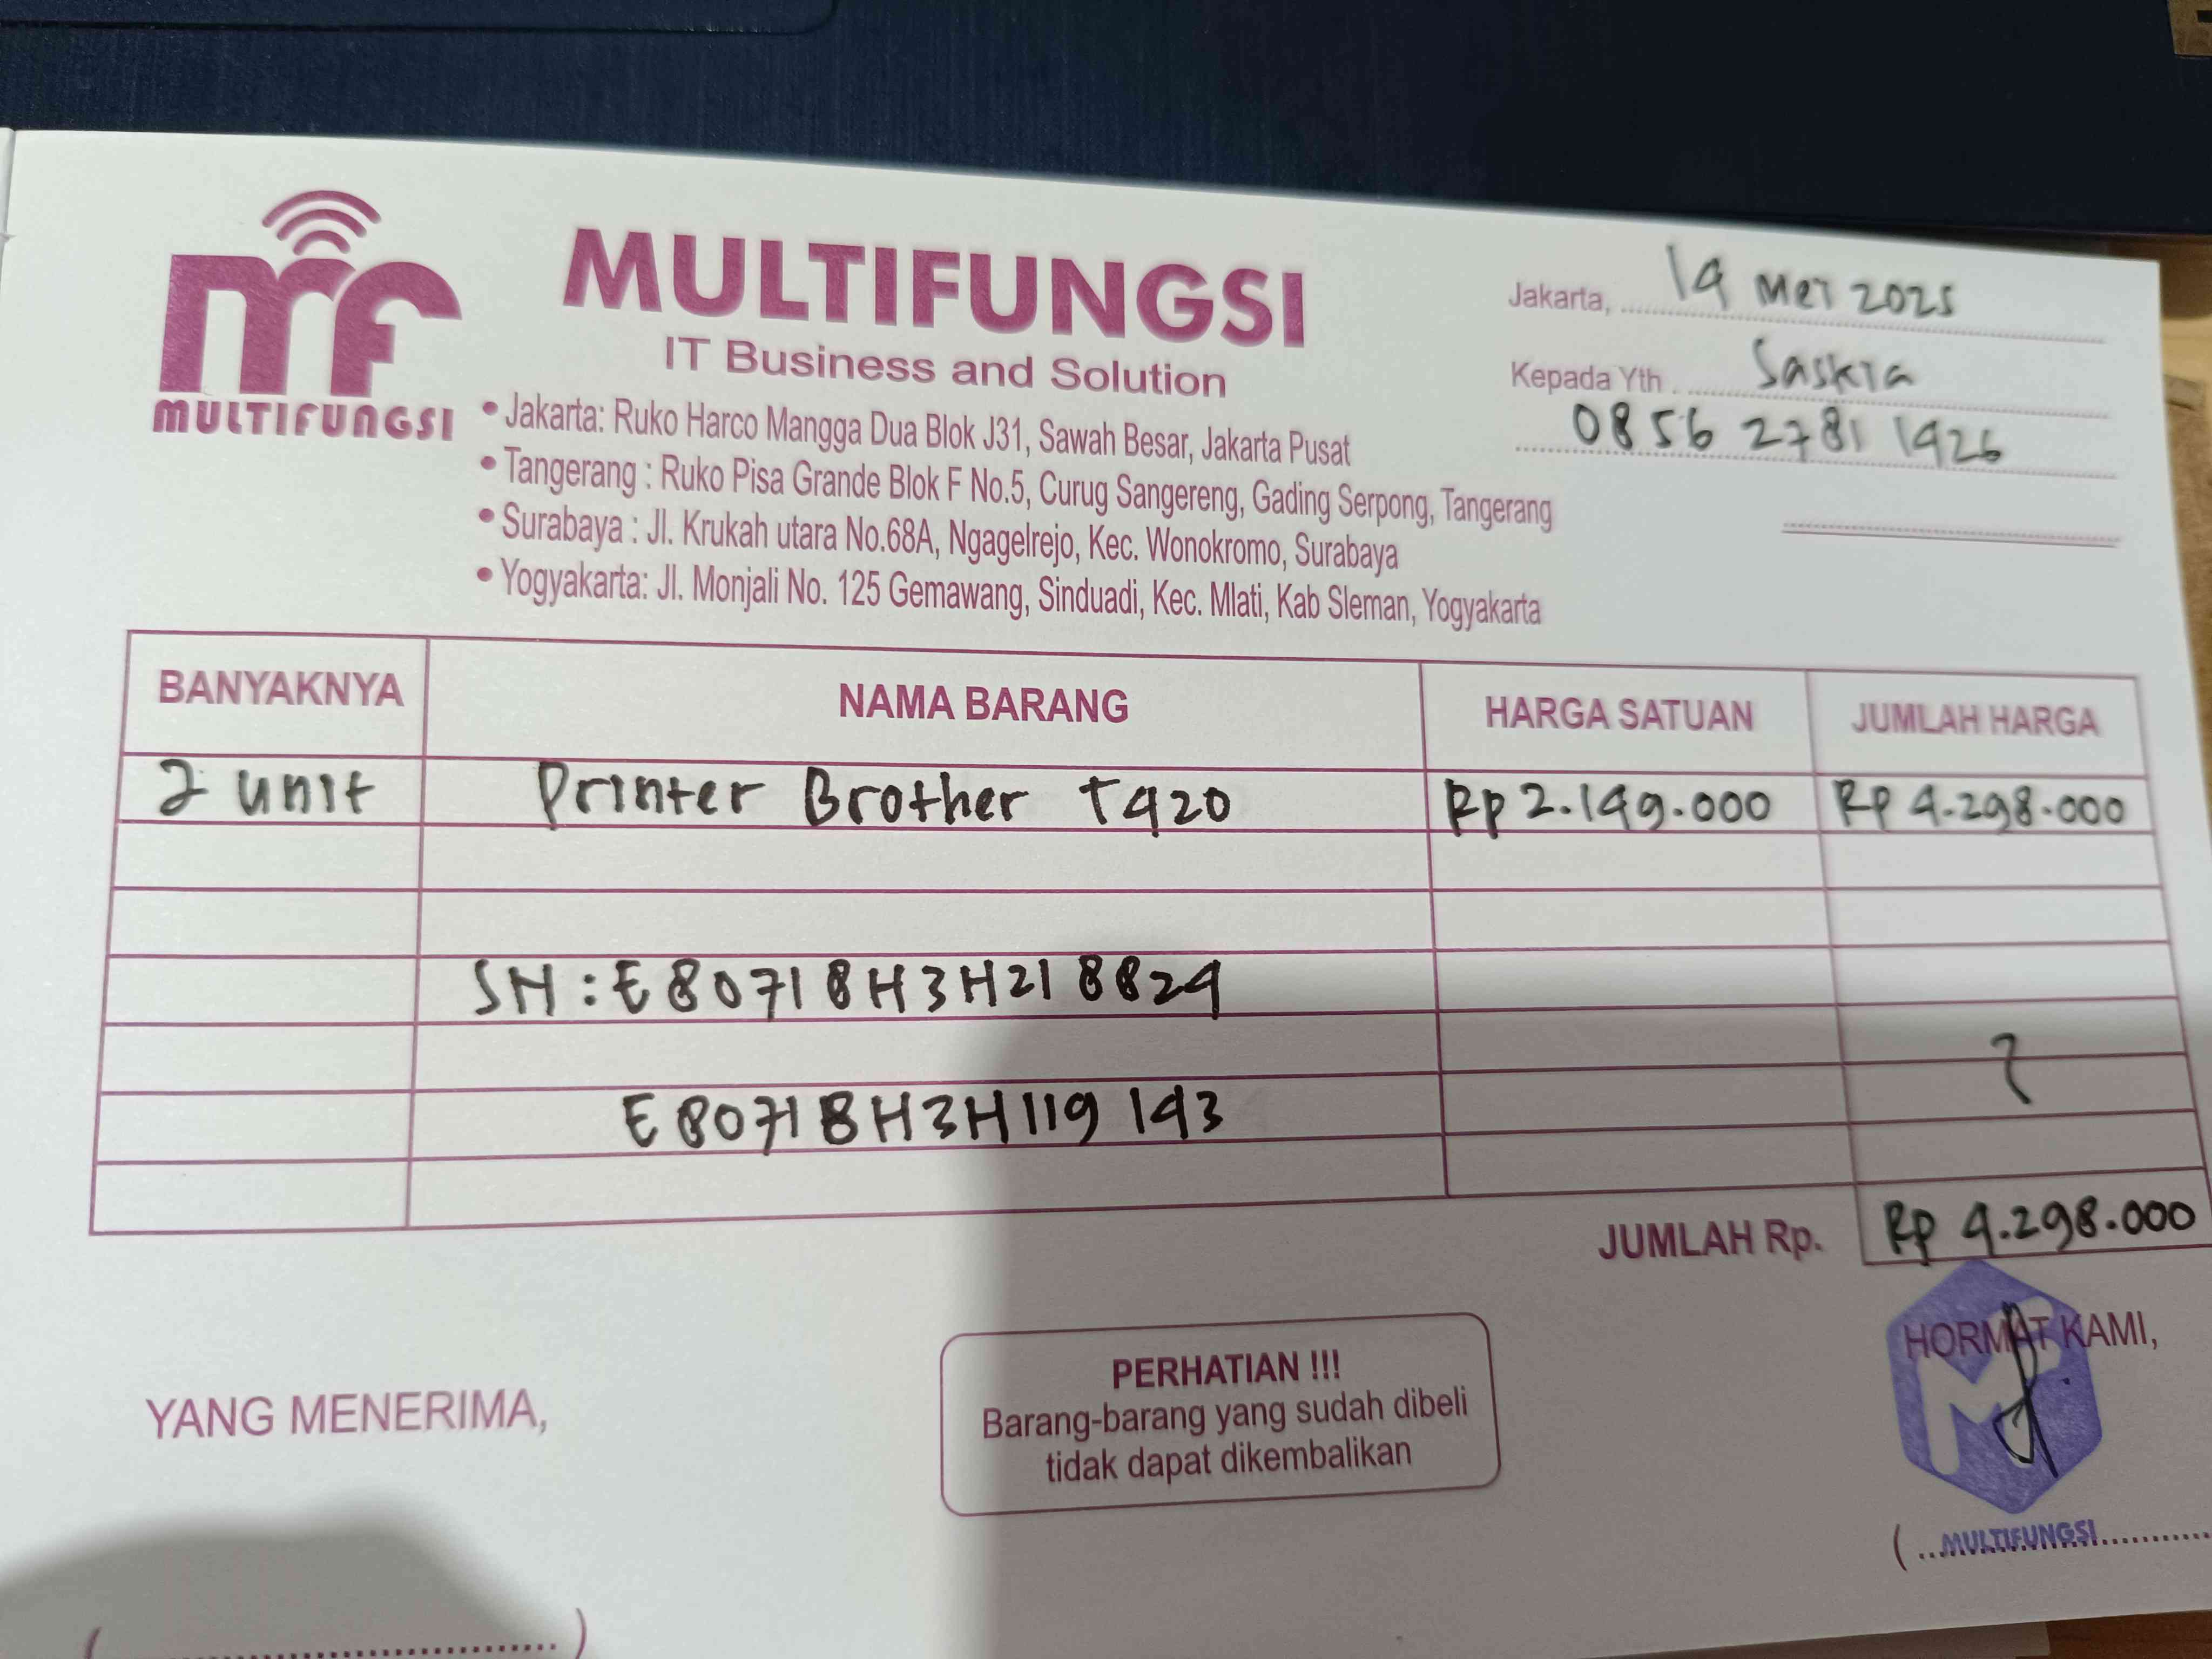 MULTIFUNGSI
MULTIFUNGSI
IT Business and Solution
• Jakarta: Ruko Harco Mangga Dua Blok J31, Sawah Besar, Jakarta Pusat
• Tangerang : Ruko Pisa Grande Blok F No.5, Curug Sangereng, Gading Serpong, Tangerang
• Surabaya : Jl. Krukah utara No.68A, Ngagelrejo, Kec. Wonokromo, Surabaya
• Yogyakarta: Jl. Monjali No. 125 Gemawang, Sinduadi, Kec. Mlati, Kab Sleman, Yogyakarta
Jakarta, 14 Mei 2025
Kepada Yth. Saskia
0856 2781 1426
BANYAKNYA NAMA BARANG HARGA SATUAN JUMLAH HARGA
2 unit Printer Brother T420 Rp 2.149.000 Rp 4.298.000
SN : E80718H3H218824
E80718H3H119143
JUMLAH Rp. Rp 4.298.000
YANG MENERIMA,
PERHATIAN !!!
Barang-barang yang sudah dibeli
tidak dapat dikembalikan
HORMAT KAMI,
MULTIFUNGSI